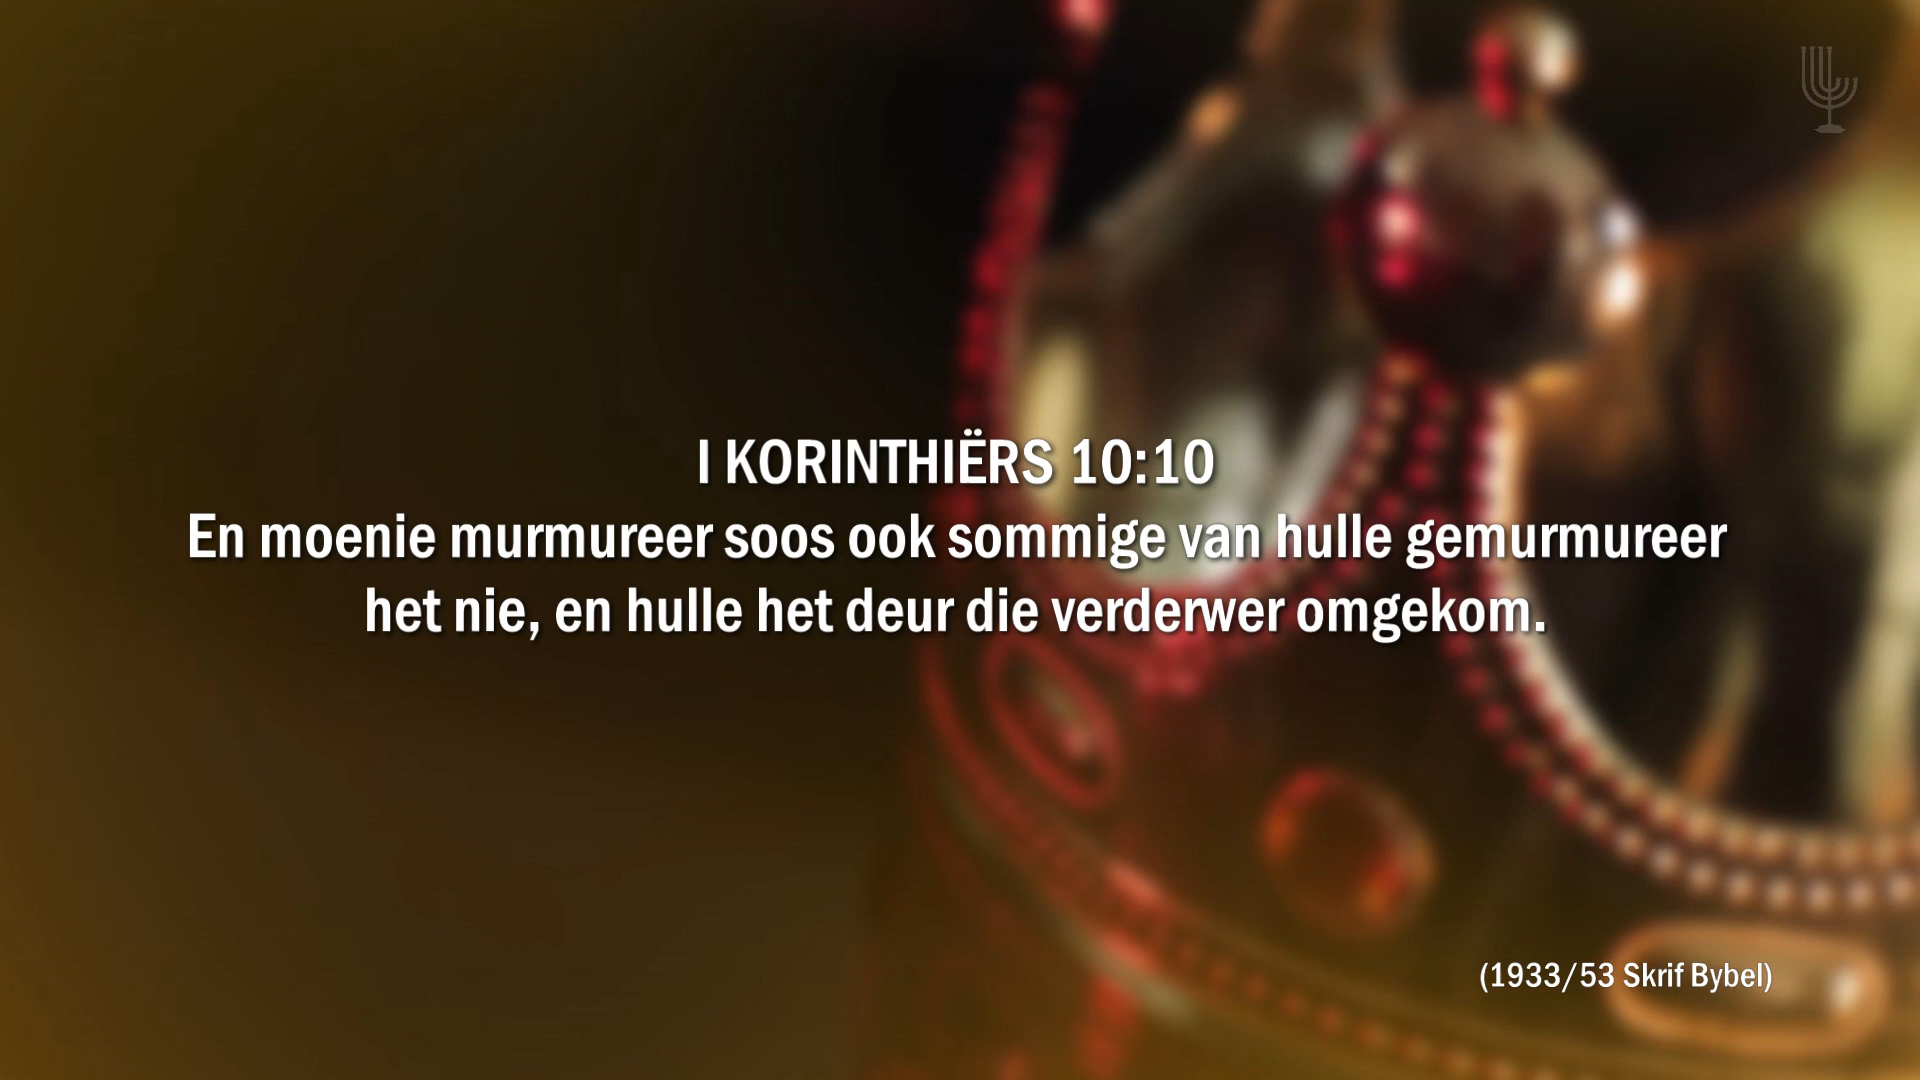 I KORINTHIËRS 10:10
En moenie murmureer soos ook sommige van hulle gemurmureer
het nie, en hulle het deur die verderwer omgekom.
(1933/53 Skrif Bybel)